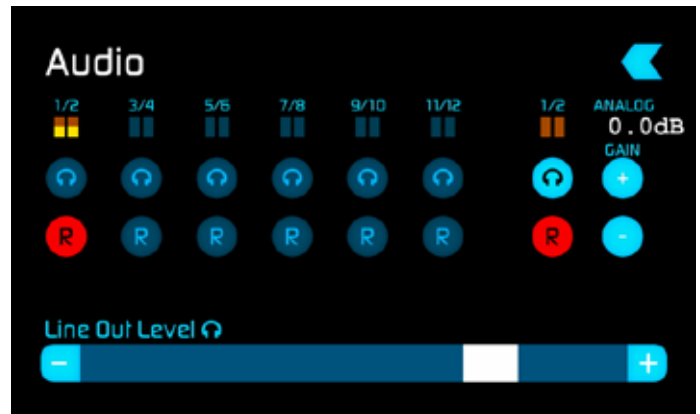 Audio
1/2 3/4 5/6 7/8 9/10 11/12 1/2 ANALOG
0.0dB
GAIN
+
R R R R R R R -
Line Out Level
- +